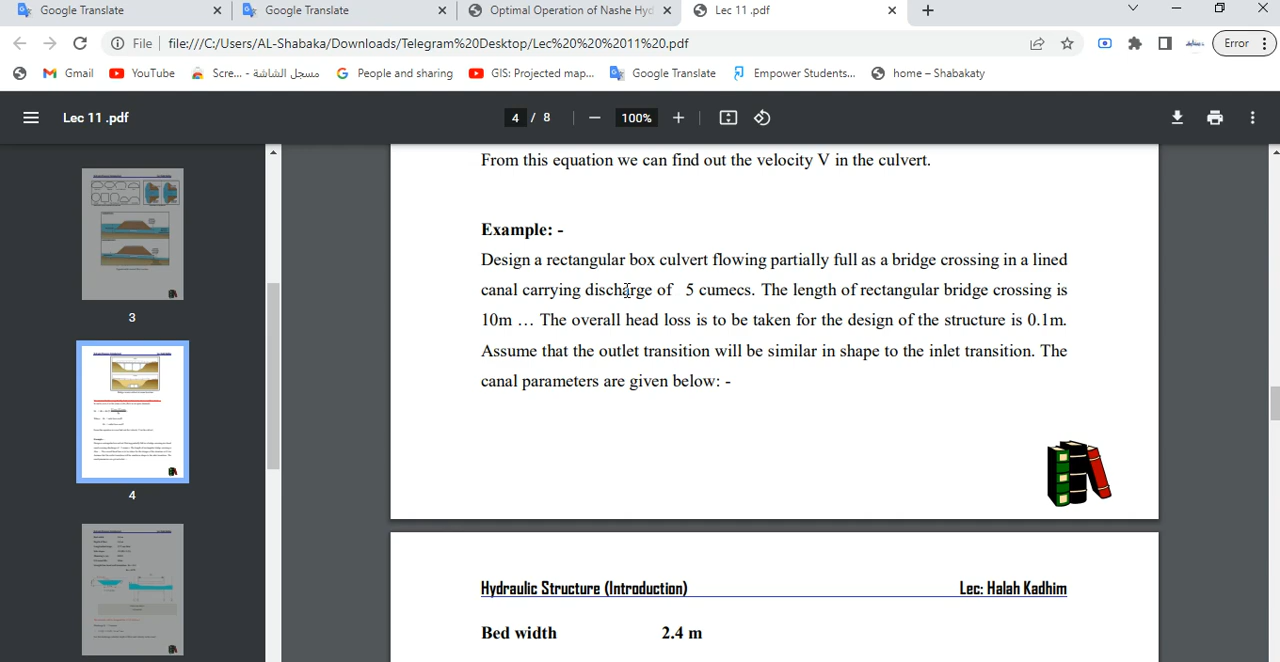 Google Translate
Google Translate
Optimal Operation of Nashe Hyd
Lec 11 .pdf
File
file:///C:/Users/AL-Shabaka/Downloads/Telegram%20Desktop/Lec%20%20%2011%20.pdf
Error
Gmail
YouTube
Scre... - مسجل الشاشة
People and sharing
GIS: Projected map...
Google Translate
Empower Students...
home – Shabakaty
Lec 11 .pdf
4 / 8
100%
3
4
From this equation we can find out the velocity V in the culvert.
Example: -
Design a rectangular box culvert flowing partially full as a bridge crossing in a lined
canal carrying discharge of 5 cumecs. The length of rectangular bridge crossing is
10m … The overall head loss is to be taken for the design of the structure is 0.1m.
Assume that the outlet transition will be similar in shape to the inlet transition. The
canal parameters are given below: -
Hydraulic Structure (Introduction)
Lec: Halah Kadhim
Bed width 2.4 m